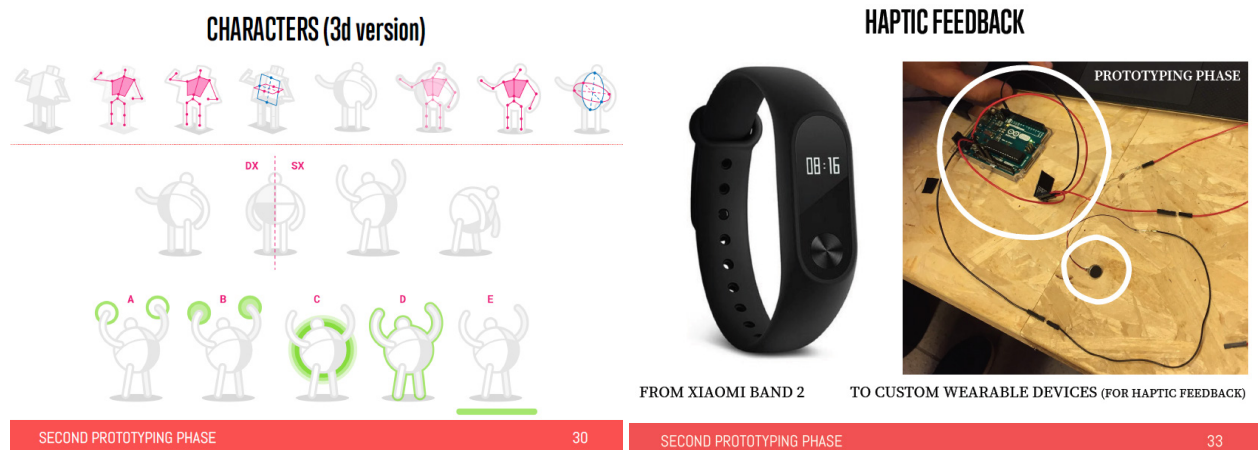 CHARACTERS (3d version)
DX SX
A B C D E
SECOND PROTOTYPING PHASE 30
HAPTIC FEEDBACK
08:16
PROTOTYPING PHASE
FROM XIAOMI BAND 2
TO CUSTOM WEARABLE DEVICES (FOR HAPTIC FEEDBACK)
SECOND PROTOTYPING PHASE 33